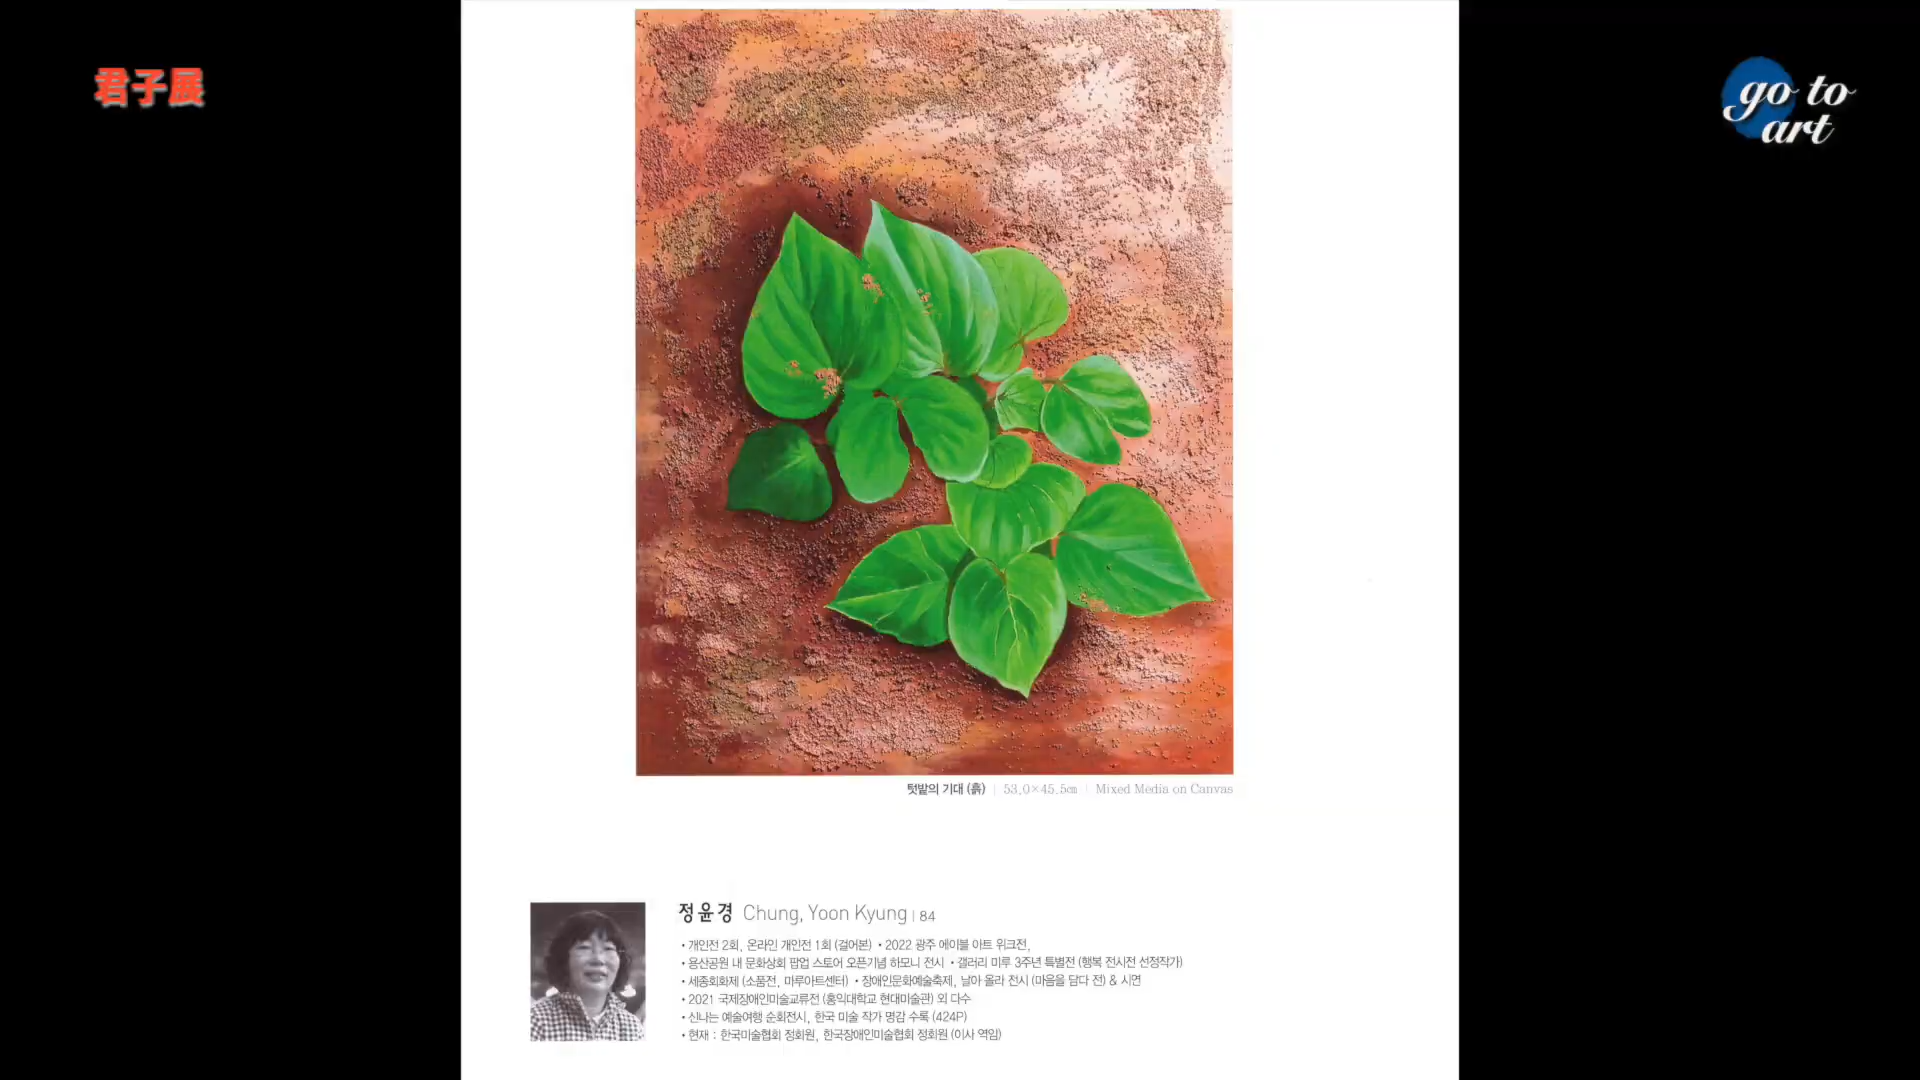 君子展
go to
art
텃밭의 기대 (흙) | 53.0×45.5㎝ | Mixed Media on Canvas
정윤경 Chung, Yoon Kyung | 84
• 개인전 2회, 온라인 개인전 1회 (걸어본) • 2022 광주 에이블 아트 위크전,
• 용산공원 내 문화상회 팝업 스토어 오픈기념 하모니 전시 • 갤러리 미루 3주년 특별전 (행복 전시전 선정작가)
• 세종회화제 (소품전, 마루아트센터) • 장애인문화예술축제, 날아 올라 전시 (마음을 담다 전) & 시면
• 2021 국제장애인미술교류전 (홍익대학교 현대미술관) 외 다수
• 신나는 예술여행 순회전시, 한국 미술 작가 명감 수록 (424P)
• 현재 : 한국미술협회 정회원, 한국장애인미술협회 정회원 (이사 역임)